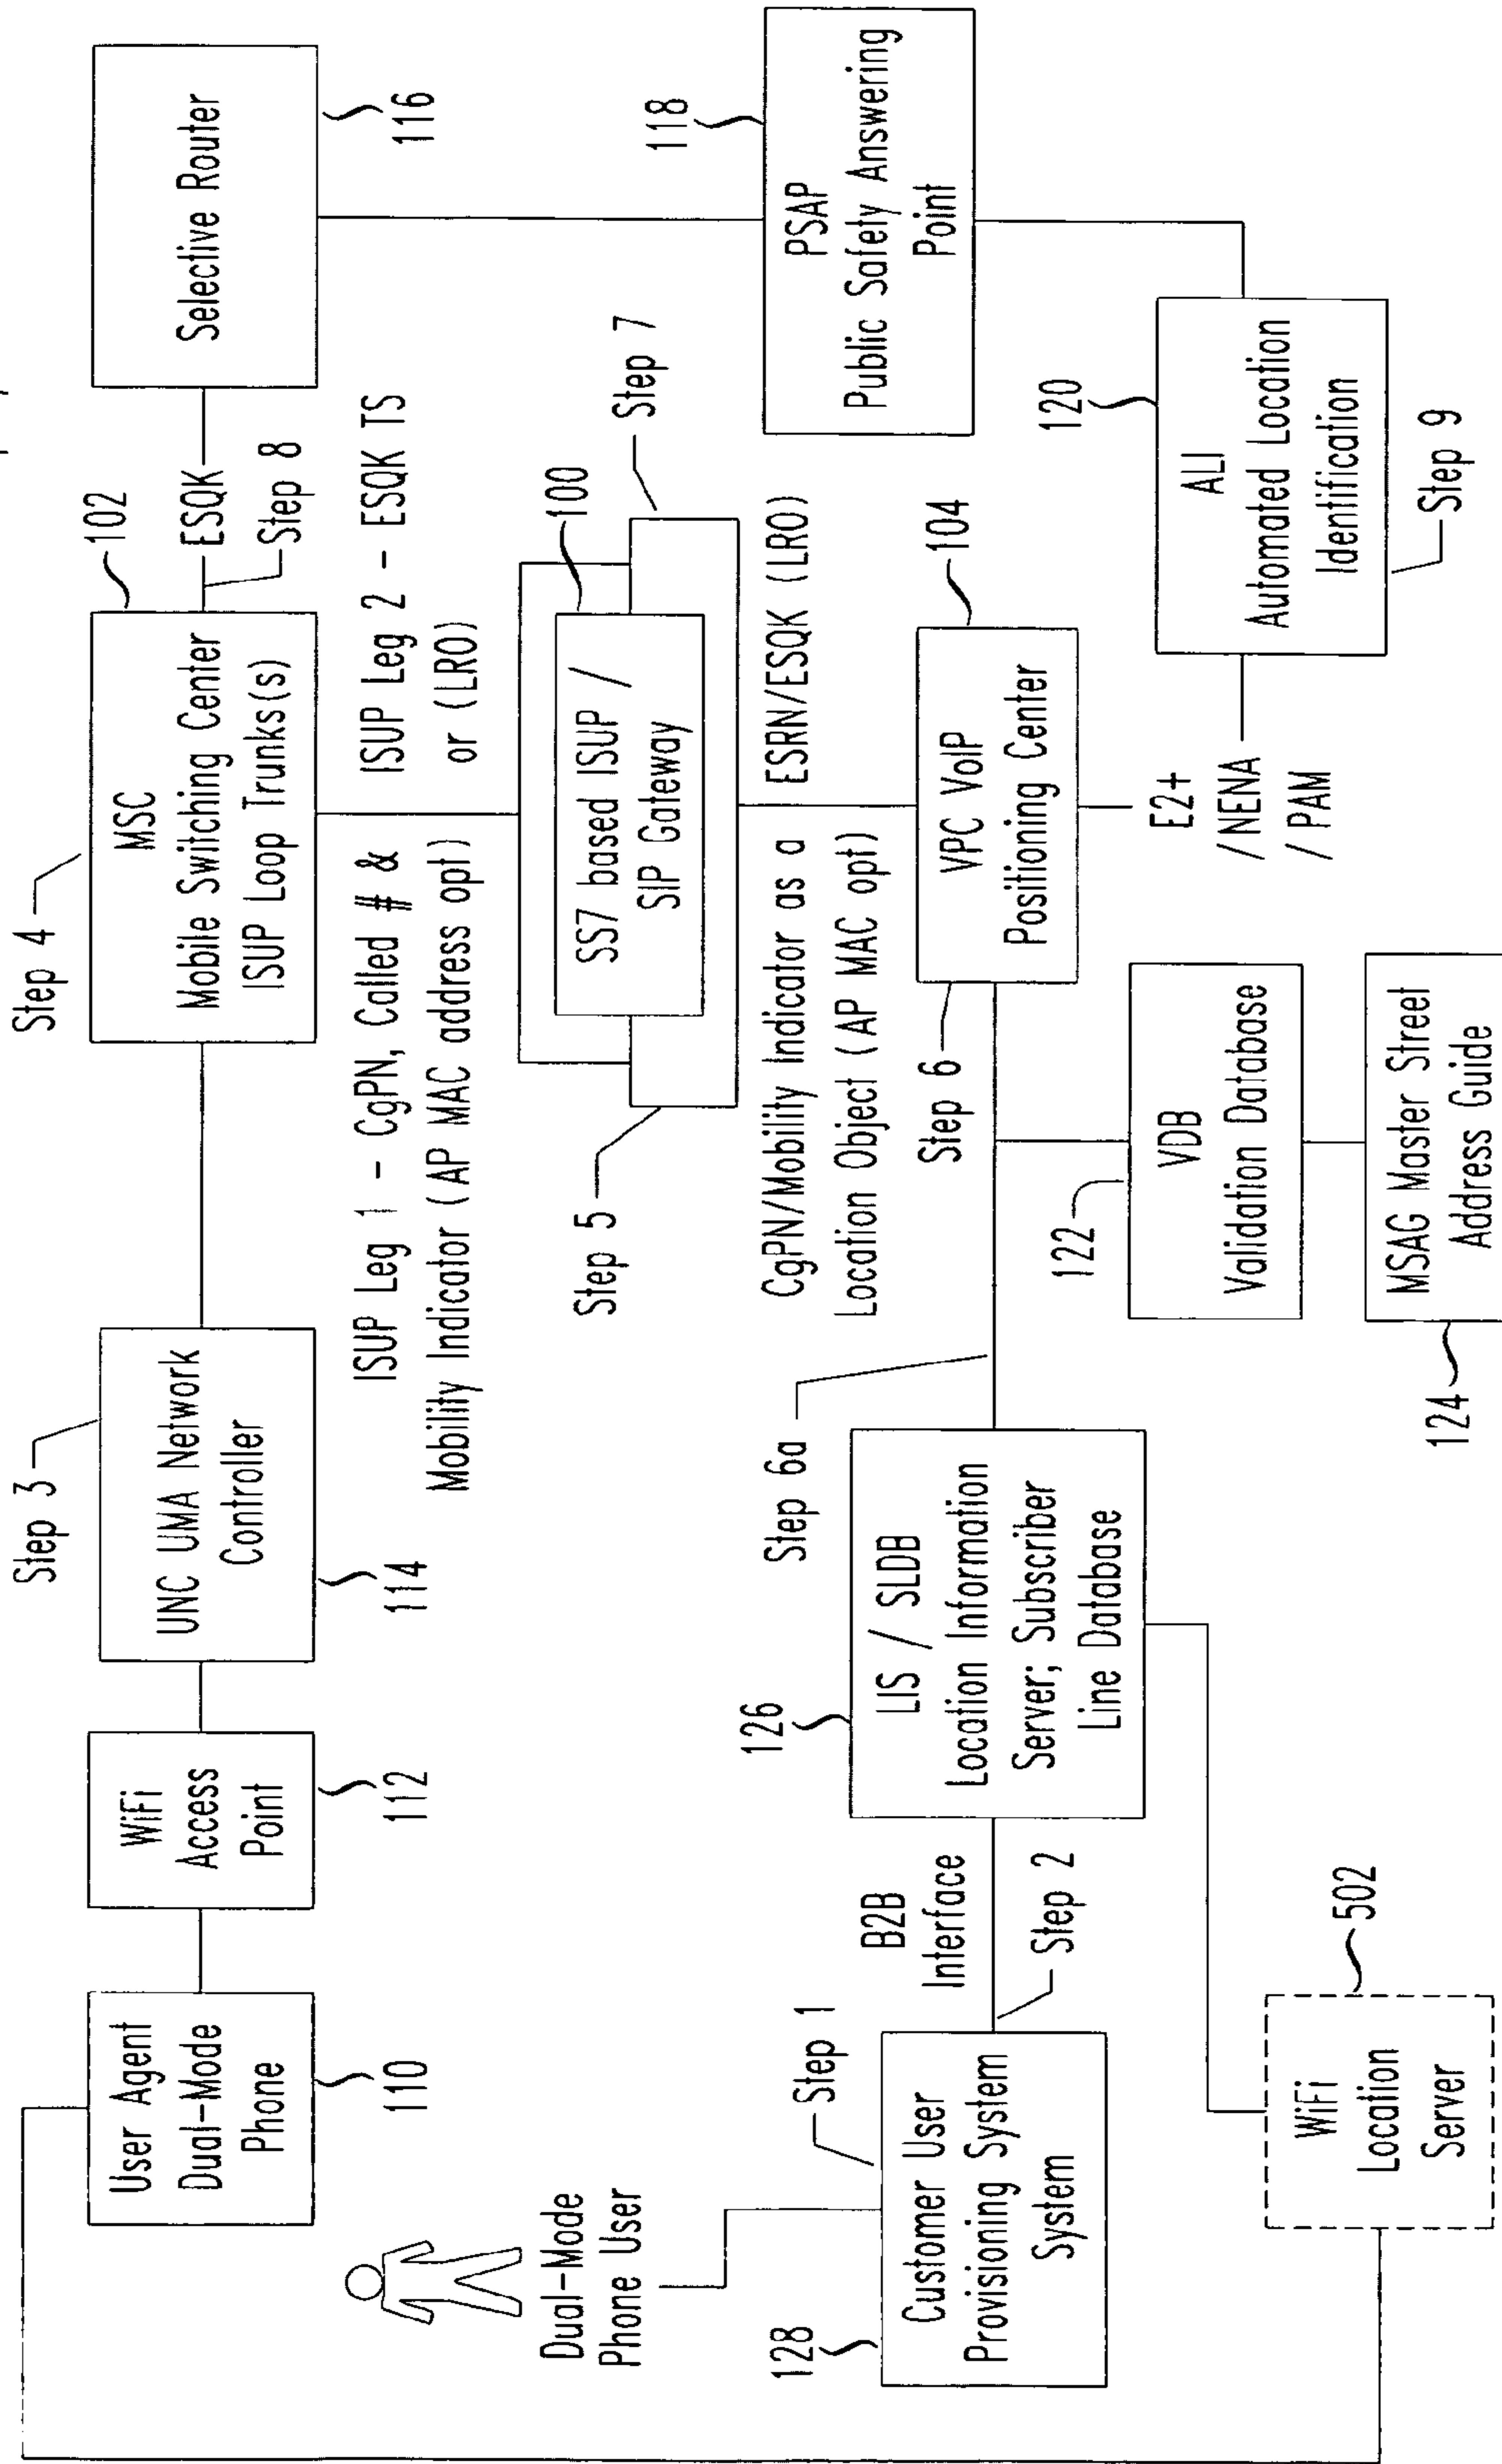 User Agent
Dual-Mode
Phone
110
WiFi
Access
Point
112
Step 3
UNC UMA Network
Controller
114
Step 4
MSC
Mobile Switching Center
ISUP Loop Trunks(s)
102
ESQK
Step 8
Selective Router
116
ISUP Leg 1 - CgPN, Called # &
Mobility Indicator (AP MAC address opt)
ISUP Leg 2 - ESQK TS
or (LRO)
Step 5
SS7 based ISUP /
SIP Gateway
100
Step 7
Dual-Mode
Phone User
CgPN/Mobility Indicator as a
Location Object (AP MAC opt)
ESRN/ESQK (LRO)
118
PSAP
Public Safety Answering
Point
128
Step 1
Customer User
Provisioning System
System
B2B
Interface
Step 2
126
LIS / SLDB
Location Information
Server; Subscriber
Line Database
Step 6a
Step 6
VPC VoIP
Positioning Center
104
122
VDB
Validation Database
E2+
/NENA
/ PAM
120
ALI
Automated Location
Identification
Step 9
WiFi
Location
Server
502
124
MSAG Master Street
Address Guide